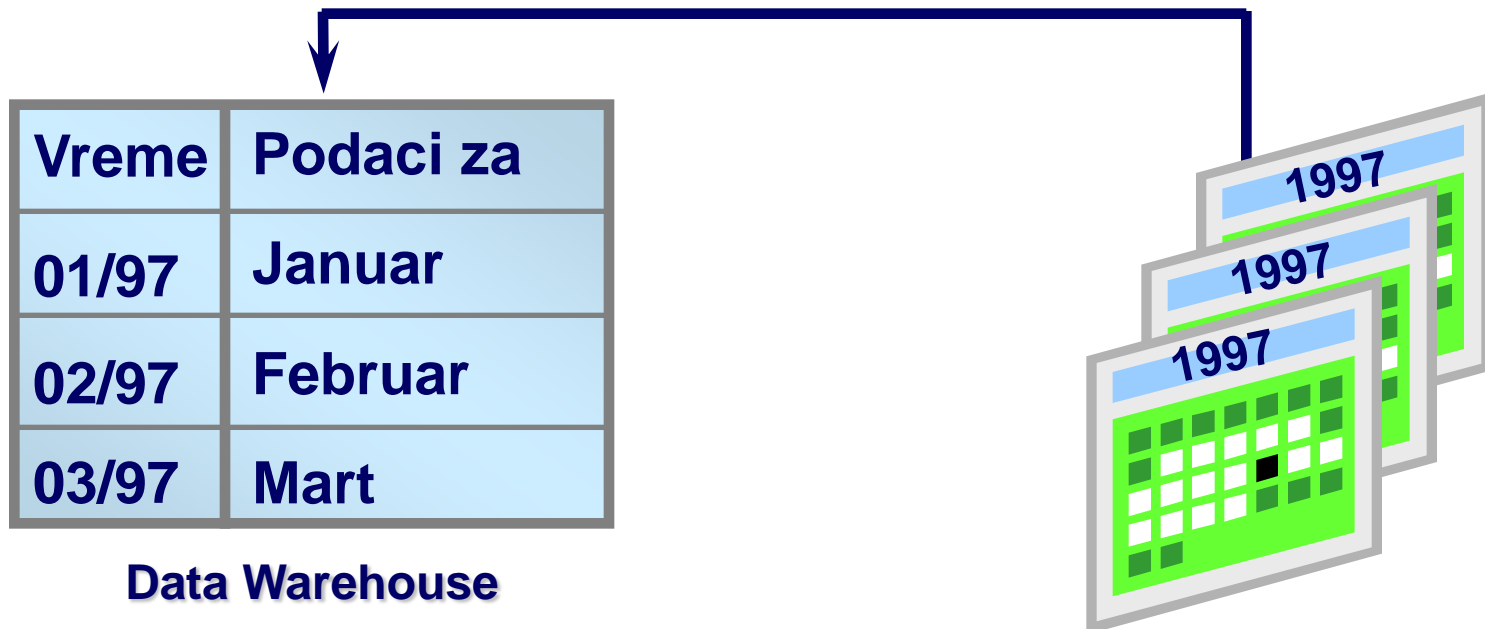 Vreme Podaci za
01/97 Januar
02/97 Februar
03/97 Mart
Data Warehouse
1997
1997
1997